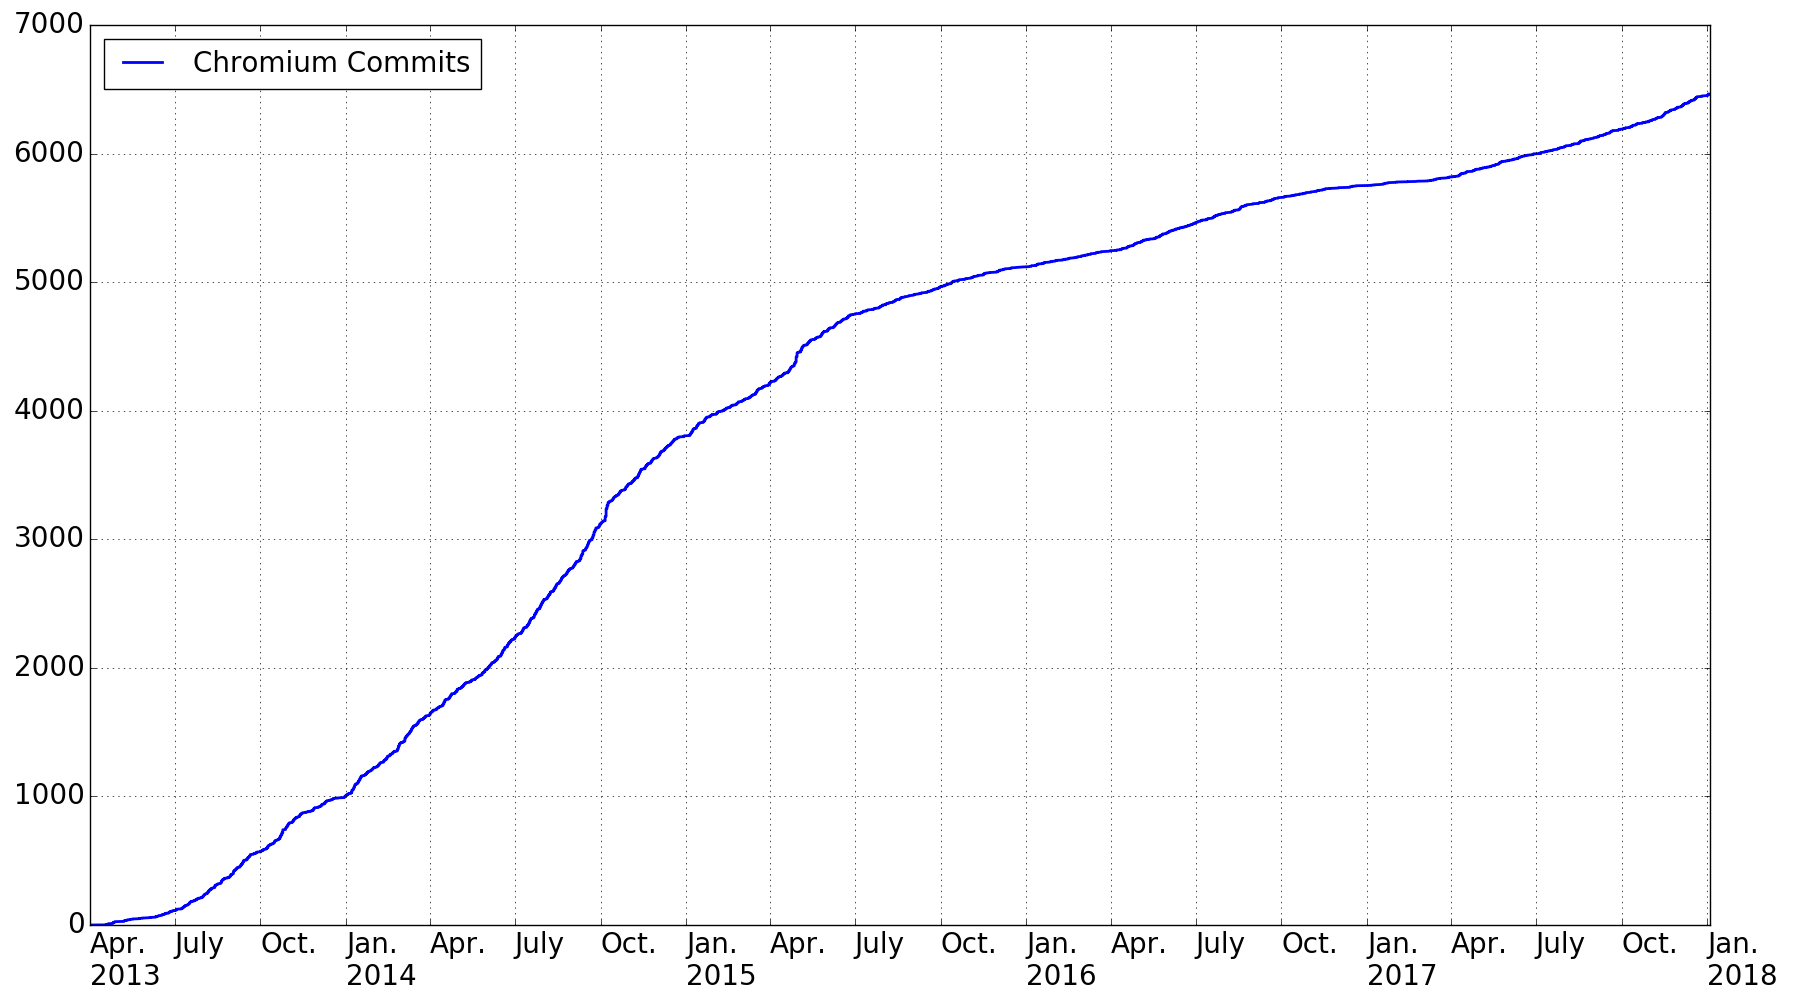 7000
Chromium Commits
6000
5000
4000
3000
2000
1000
0
Apr. July Oct. Jan. Apr. July Oct. Jan. Apr. July Oct. Jan. Apr. July Oct. Jan. Apr. July Oct. Jan.
2013 2014 2015 2016 2017 2018